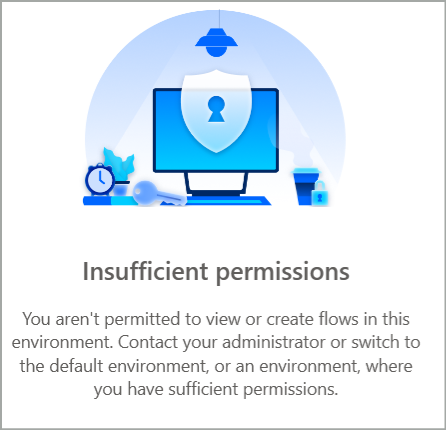 Insufficient permissions
You aren't permitted to view or create flows in this
environment. Contact your administrator or switch to
the default environment, or an environment, where
you have sufficient permissions.